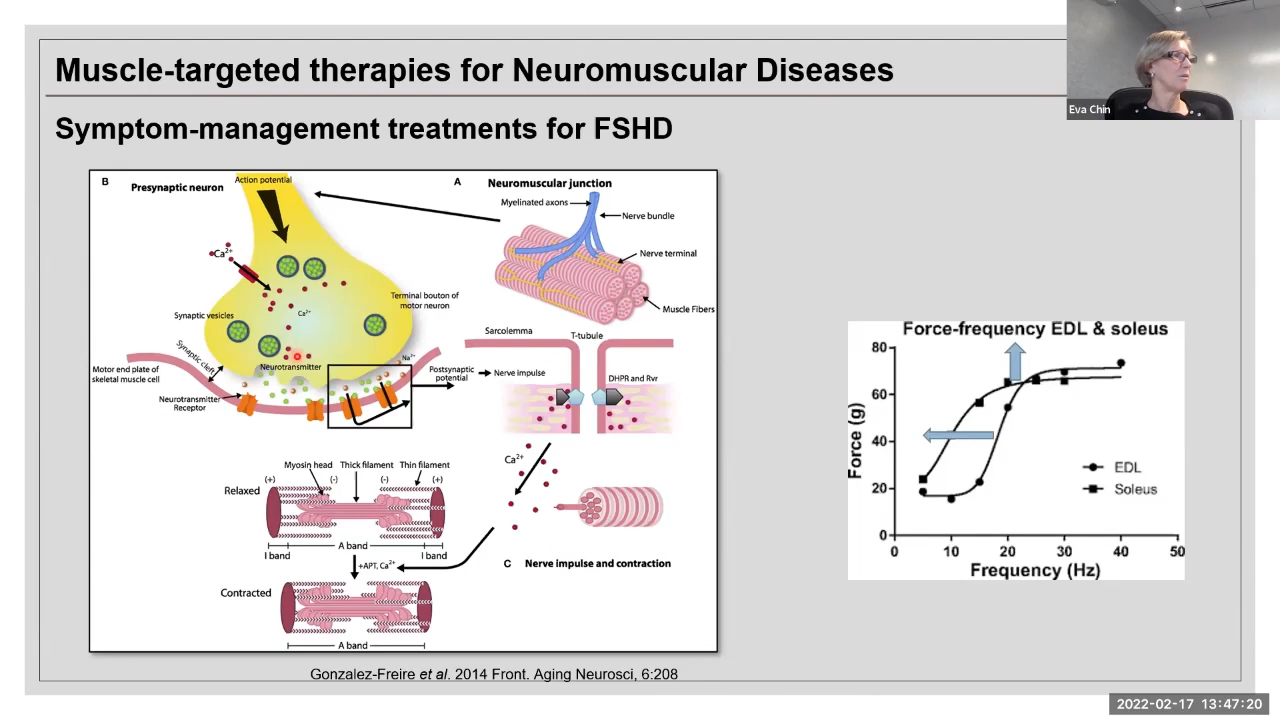 Muscle-targeted therapies for Neuromuscular Diseases
Eva Chin
Symptom-management treatments for FSHD
B
Presynaptic neuron
Action potential
Ca2+
Ca2+
Synaptic vesicles
Terminal bouton of
motor neuron
Synaptic cleft
Neurotransmitter
Na2+
Motor end plate of
skeletal muscle cell
Neurotransmitter
Receptor
Postsynaptic
potential
Nerve impulse
A
Neuromuscular junction
Myelinated axons
Nerve bundle
Nerve terminal
Muscle Fibers
Sarcolemma
T-tubule
DHPR and Rvr
Ca2+
Myosin head
Thick filament
Thin filament
(+)
(-)
(-)
(+)
Relaxed
I band
A band
I band
+APT, Ca2+
C
Nerve impulse and contraction
Contracted
A band
Gonzalez-Freire et al. 2014 Front. Aging Neurosci, 6:208
Force-frequency EDL & soleus
80
60
40
20
0
Force (g)
EDL
Soleus
0
10
20
30
40
50
Frequency (Hz)
2022-02-17 13:47:20